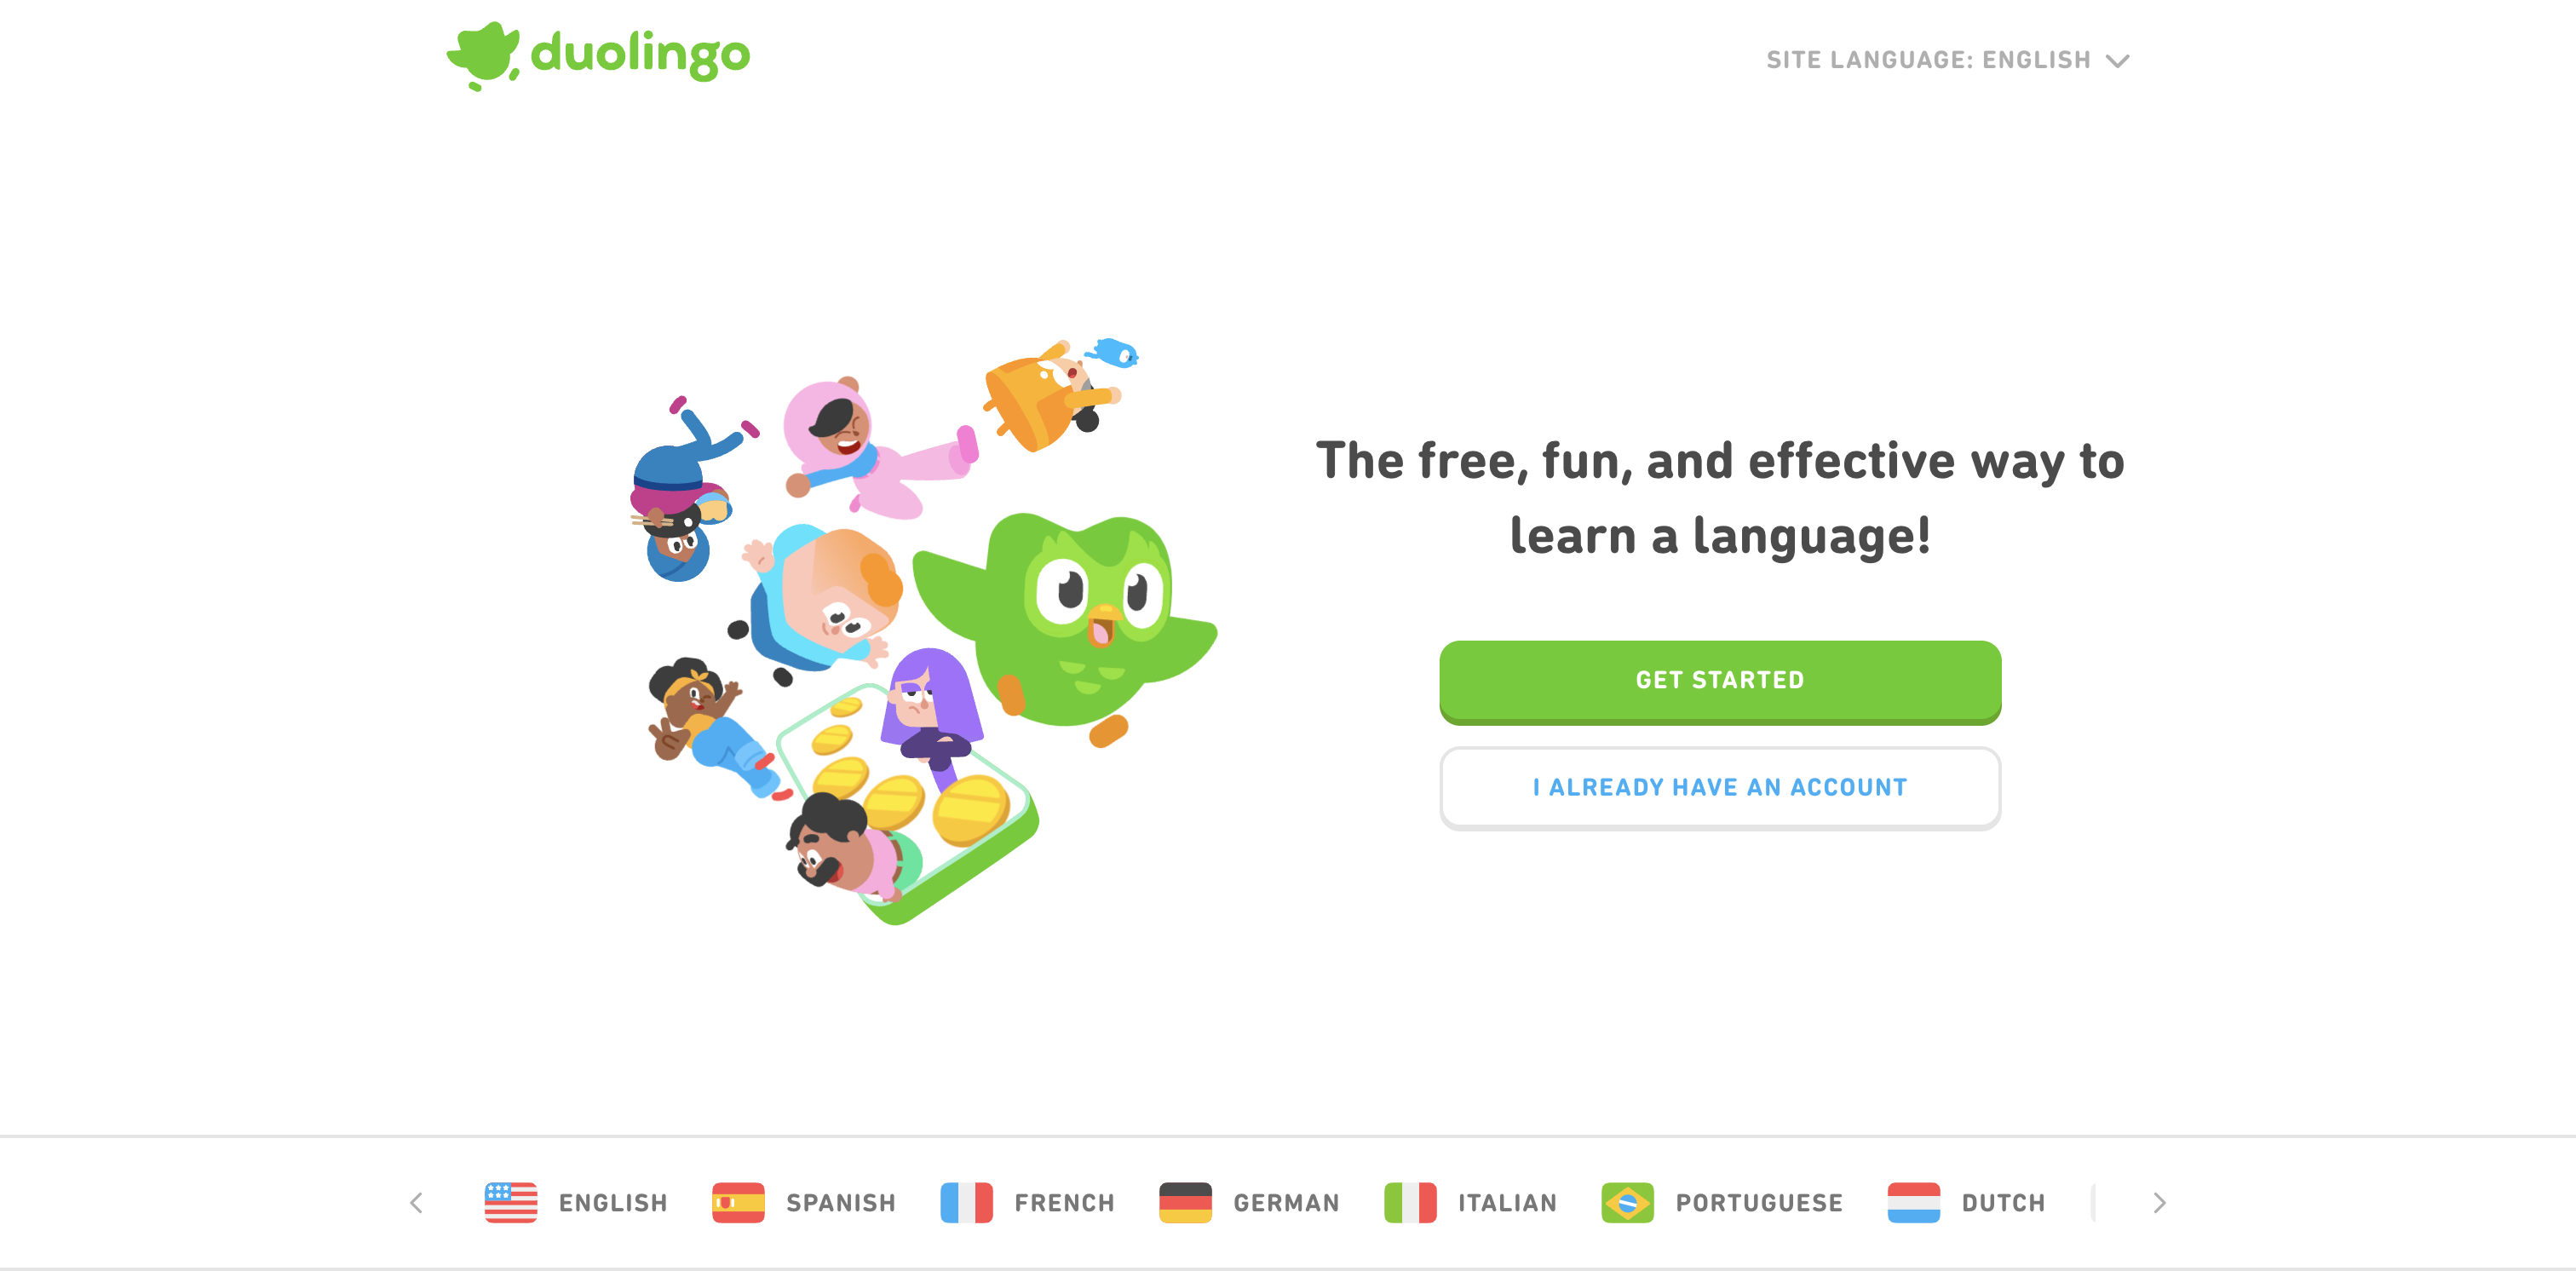 duolingo
SITE LANGUAGE: ENGLISH
The free, fun, and effective way to
learn a language!
GET STARTED
I ALREADY HAVE AN ACCOUNT
ENGLISH
SPANISH
FRENCH
GERMAN
ITALIAN
PORTUGUESE
DUTCH